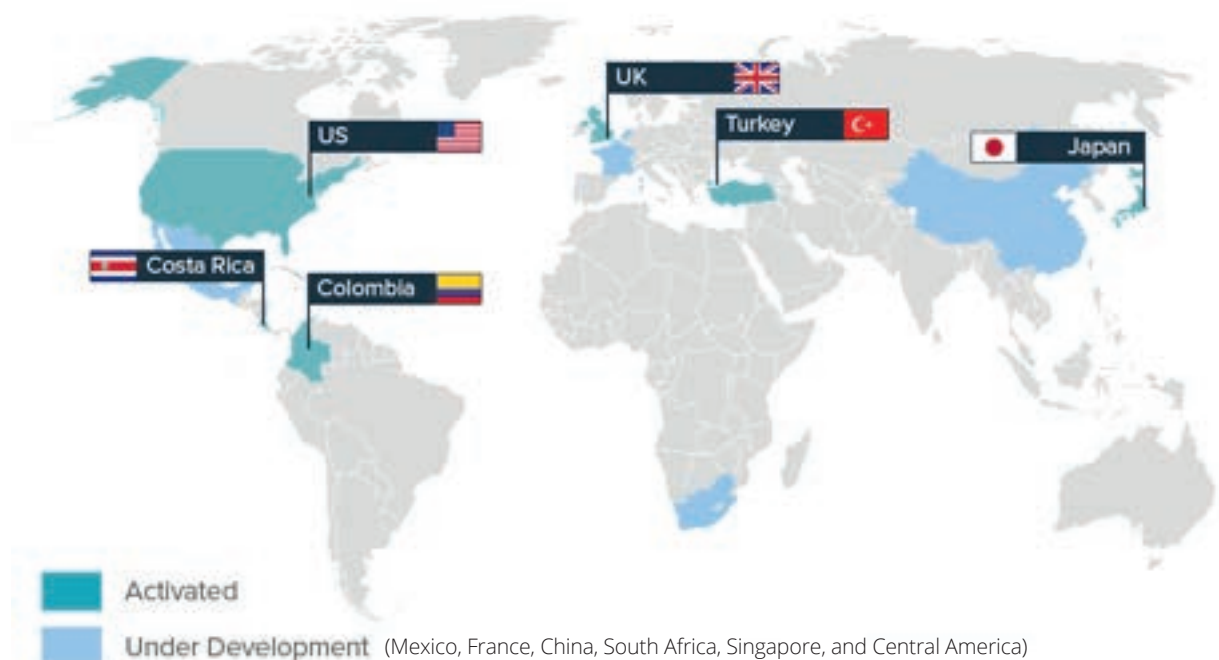 UK
US
Turkey
Japan
Costa Rica
Colombia
Activated
Under Development (Mexico, France, China, South Africa, Singapore, and Central America)